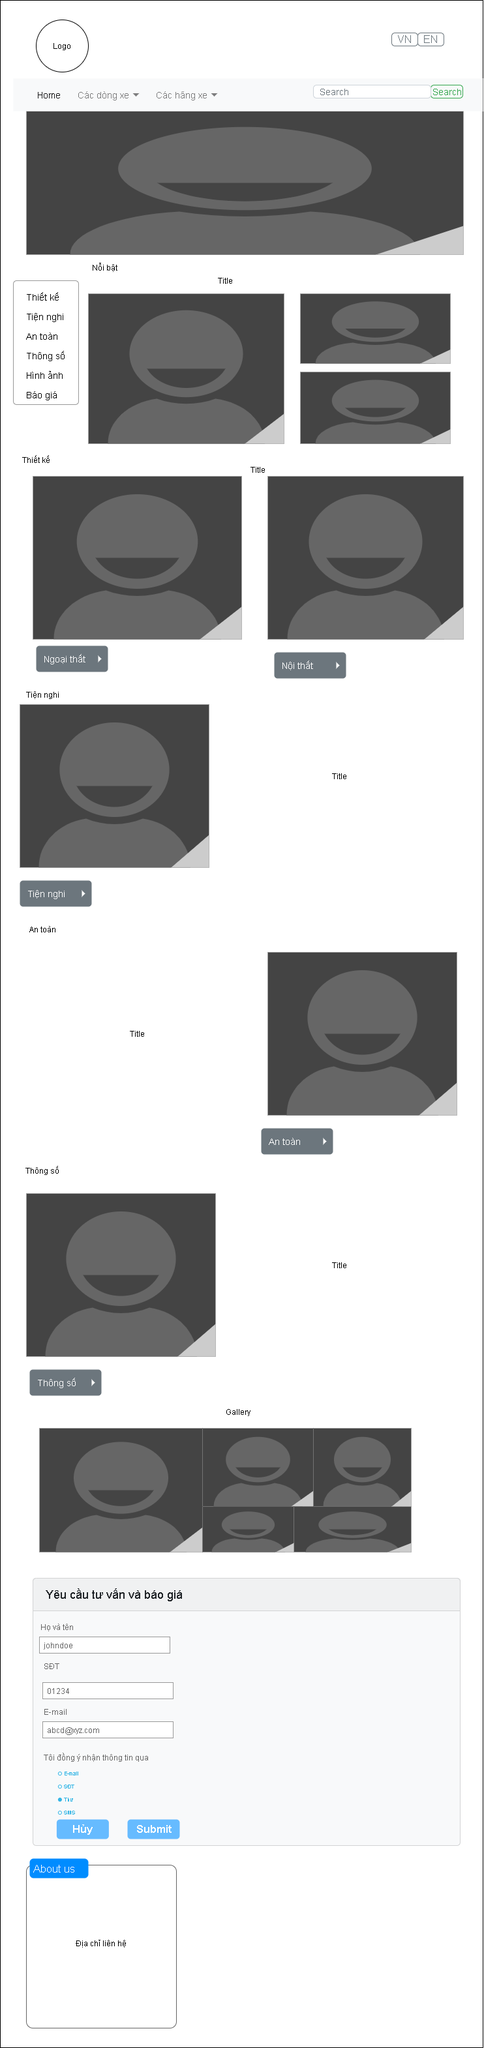 Logo
VN EN
Home Các dòng xe Các hãng xe Search Search
Nổi bật
Title
Thiết kế
Tiện nghi
An toàn
Thông số
Hình ảnh
Báo giá
Thiết kế
Title
Ngoại thất
Nội thất
Tiện nghi
Title
Tiện nghi
An toàn
Title
An toàn
Thông số
Title
Thông số
Gallery
Yêu cầu tư vấn và báo giá
Họ và tên
johndoe
SĐT
01234
E-mail
abcd@xyz.com
Tôi đồng ý nhận thông tin qua
E-mail
SĐT
Thư
SMS
Hủy Submit
About us
Địa chỉ liên hệ